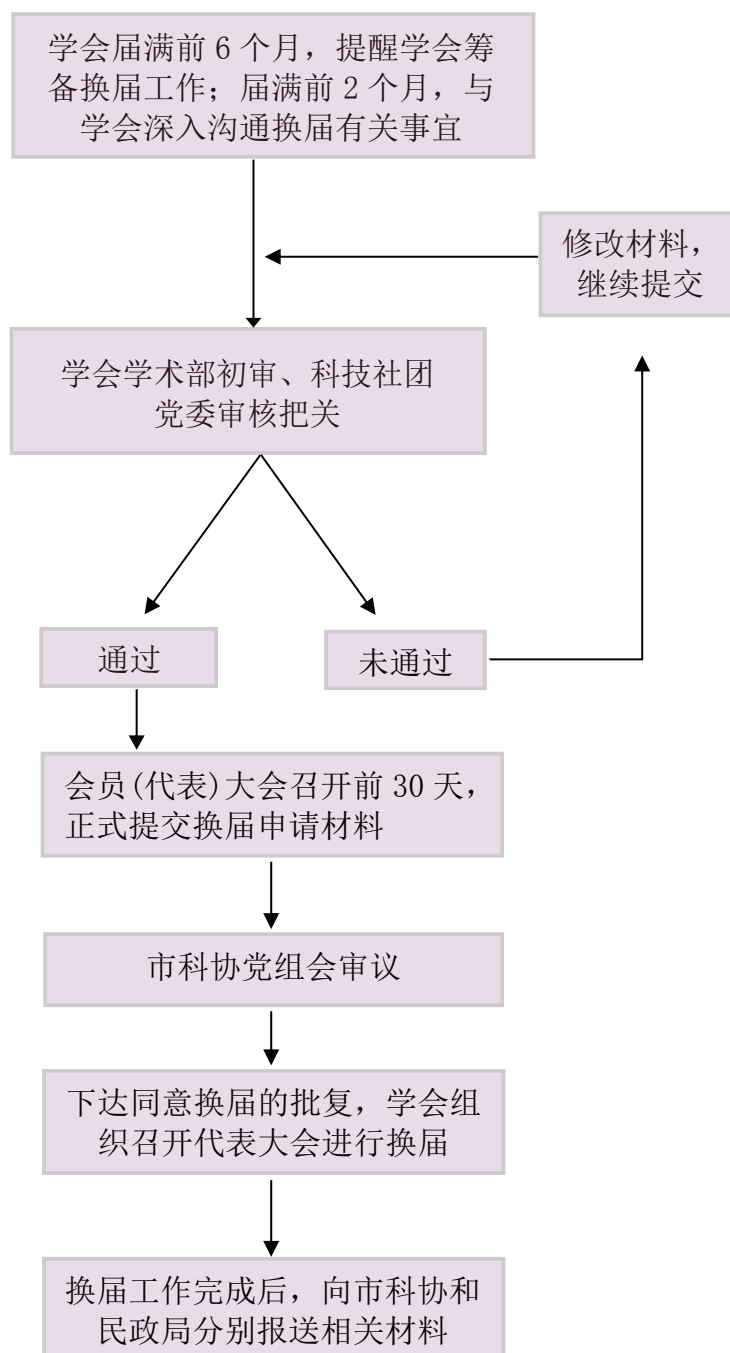 学会届满前 6 个月，提醒学会筹
备换届工作；届满前 2 个月，与
学会深入沟通换届有关事宜
修改材料，
继续提交
学会学术部初审、科技社团
党委审核把关
通过
未通过
会员(代表)大会召开前 30 天，
正式提交换届申请材料
市科协党组会审议
下达同意换届的批复，学会组
织召开代表大会进行换届
换届工作完成后，向市科协和
民政局分别报送相关材料